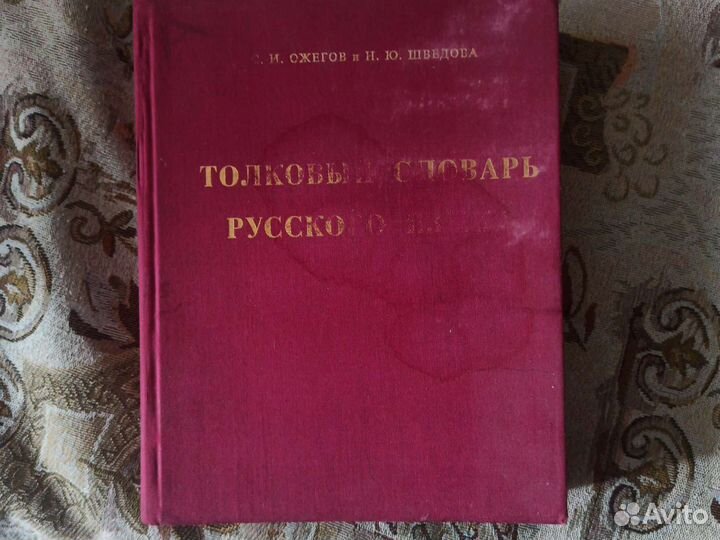 С. И. ОЖЕГОВ и Н. Ю. ШВЕДОВА
ТОЛКОВЫЙ СЛОВАРЬ
РУССКОГО
Avito